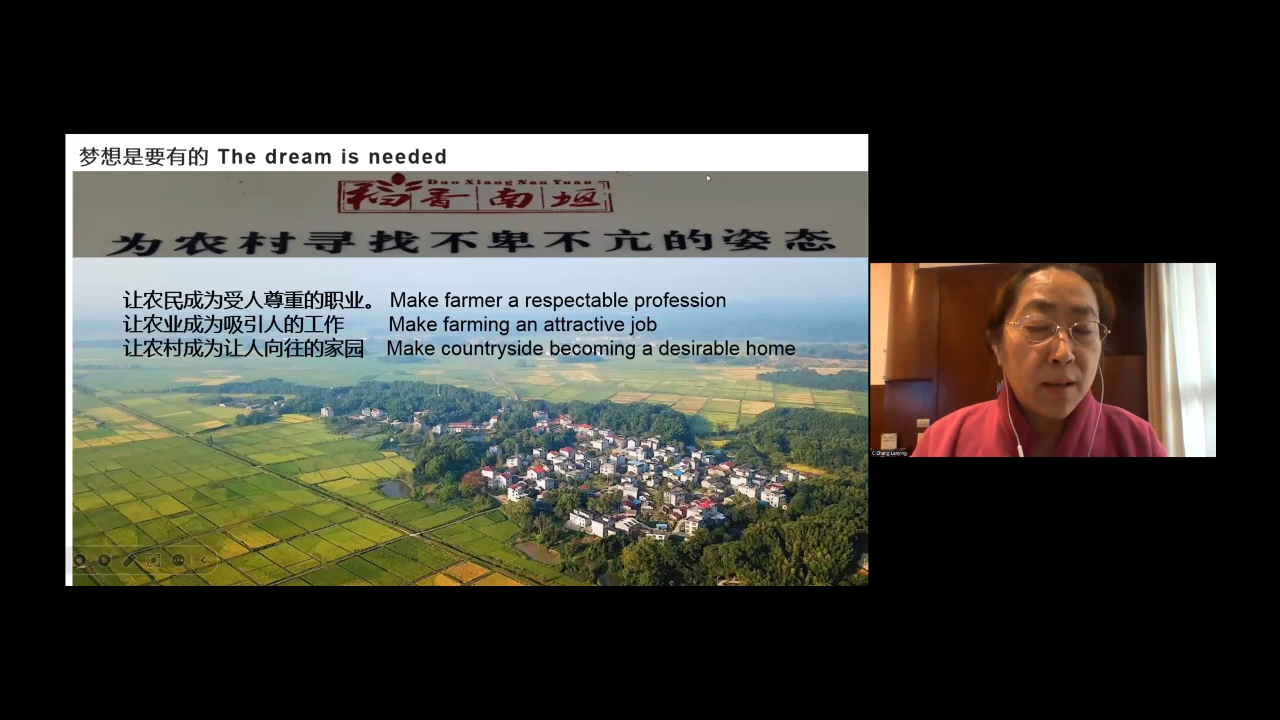 梦想是要有的 The dream is needed
Dao Xiang Nan Yuan
稻香南垣
为农村寻找不卑不亢的姿态
让农民成为受人尊重的职业。 Make farmer a respectable profession
让农业成为吸引人的工作 Make farming an attractive job
让农村成为让人向往的家园 Make countryside becoming a desirable home
Zhang Lanying